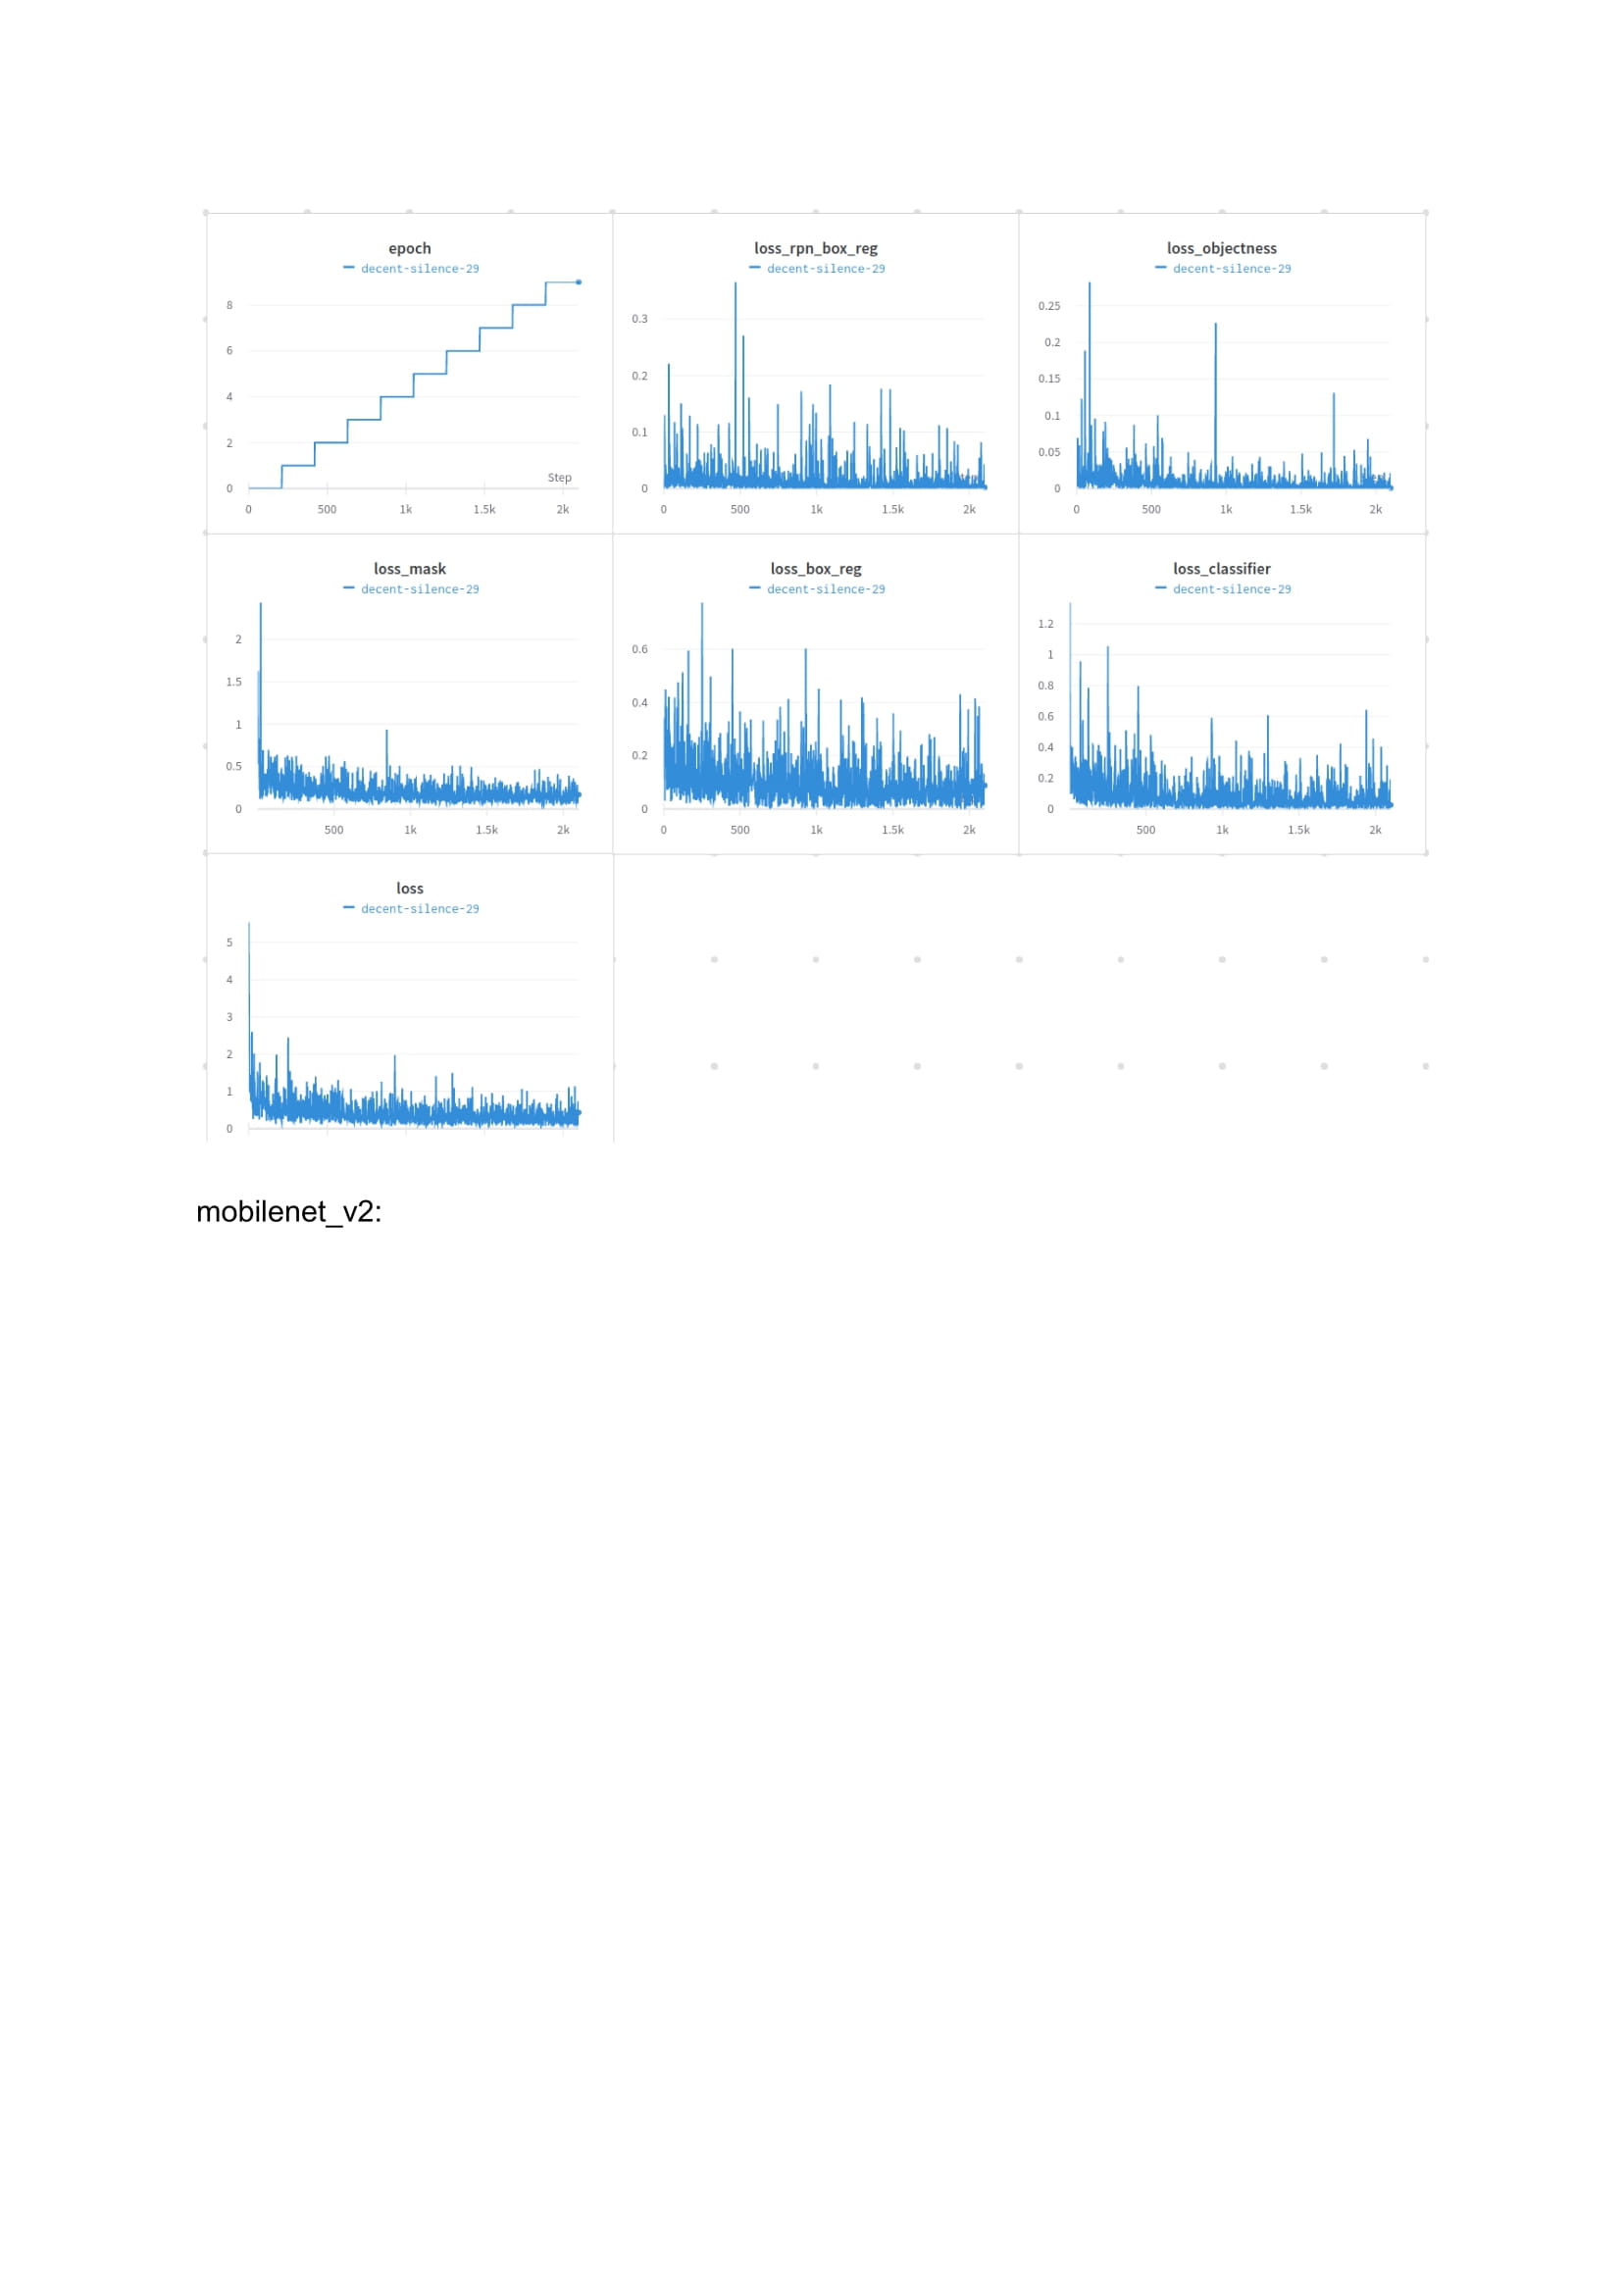 epoch
decent-silence-29
8
6
4
2
0
Step
0 500 1k 1.5k 2k
loss_rpn_box_reg
decent-silence-29
0.3
0.2
0.1
0
0 500 1k 1.5k 2k
loss_objectness
decent-silence-29
0.25
0.2
0.15
0.1
0.05
0
0 500 1k 1.5k 2k
loss_mask
decent-silence-29
2
1.5
1
0.5
0
500 1k 1.5k 2k
loss_box_reg
decent-silence-29
0.6
0.4
0.2
0
0 500 1k 1.5k 2k
loss_classifier
decent-silence-29
1.2
1
0.8
0.6
0.4
0.2
0
500 1k 1.5k 2k
loss
decent-silence-29
5
4
3
2
1
0
mobilenet_v2: